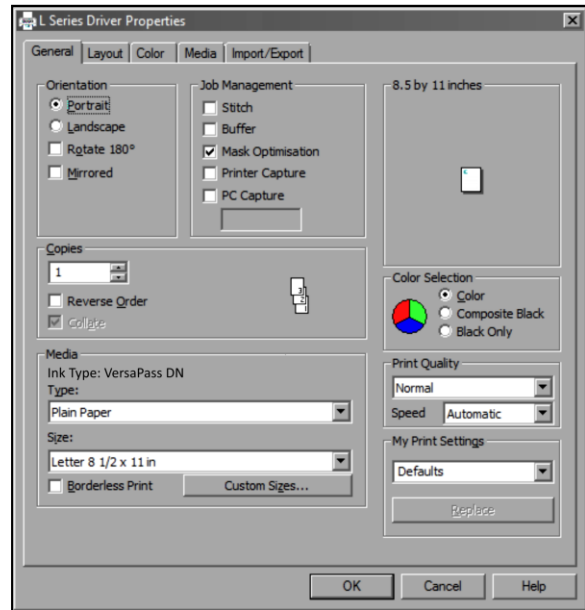 L Series Driver Properties
General Layout Color Media Import/Export
Orientation
Portrait
Landscape
Rotate 180°
Mirrored
Job Management
Stitch
Buffer
Mask Optimisation
Printer Capture
PC Capture
8.5 by 11 inches
Copies
1
Reverse Order
Collate
3
2
1
Color Selection
Color
Composite Black
Black Only
Media
Ink Type: VersaPass DN
Type:
Plain Paper
Size:
Letter 8 1/2 x 11 in
Borderless Print
Custom Sizes...
Print Quality
Normal
Speed Automatic
My Print Settings
Defaults
Replace
OK Cancel Help